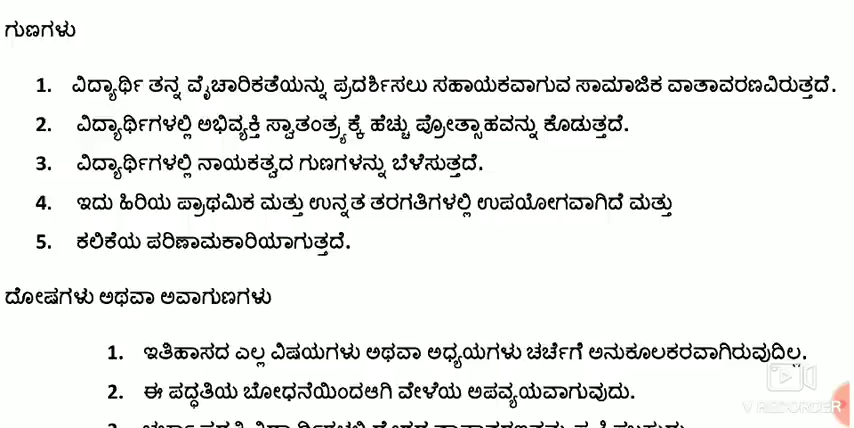 ಗುಣಗಳು
1. ವಿದ್ಯಾರ್ಥಿ ತನ್ನ ವೈಚಾರಿಕತೆಯನ್ನು ಪ್ರದರ್ಶಿಸಲು ಸಹಾಯಕವಾಗುವ ಸಾಮಾಜಿಕ ವಾತಾವರಣವಿರುತ್ತದೆ.
2. ವಿದ್ಯಾರ್ಥಿಗಳಲ್ಲಿ ಅಭಿವ್ಯಕ್ತಿ ಸ್ವಾತಂತ್ರ್ಯಕ್ಕೆ ಹೆಚ್ಚು ಪ್ರೋತ್ಸಾಹವನ್ನು ಕೊಡುತ್ತದೆ.
3. ವಿದ್ಯಾರ್ಥಿಗಳಲ್ಲಿ ನಾಯಕತ್ವದ ಗುಣಗಳನ್ನು ಬೆಳೆಸುತ್ತದೆ.
4. ಇದು ಹಿರಿಯ ಪ್ರಾಥಮಿಕ ಮತ್ತು ಉನ್ನತ ತರಗತಿಗಳಲ್ಲಿ ಉಪಯೋಗವಾಗಿದೆ ಮತ್ತು
5. ಕಲಿಕೆಯ ಪರಿಣಾಮಕಾರಿಯಾಗುತ್ತದೆ.
ದೋಷಗಳು ಅಥವಾ ಅವಾಗುಣಗಳು
1. ಇತಿಹಾಸದ ಎಲ್ಲ ವಿಷಯಗಳು ಅಥವಾ ಅಧ್ಯಯಗಳು ಚರ್ಚೆಗೆ ಅನುಕೂಲಕರವಾಗಿರುವುದಿಲ್ಲ.
2. ಈ ಪದ್ಧತಿಯ ಬೋಧನೆಯಿಂದಆಗಿ ವೇಳೆಯ ಅಪವ್ಯಯವಾಗುವುದು.
V RECORDER